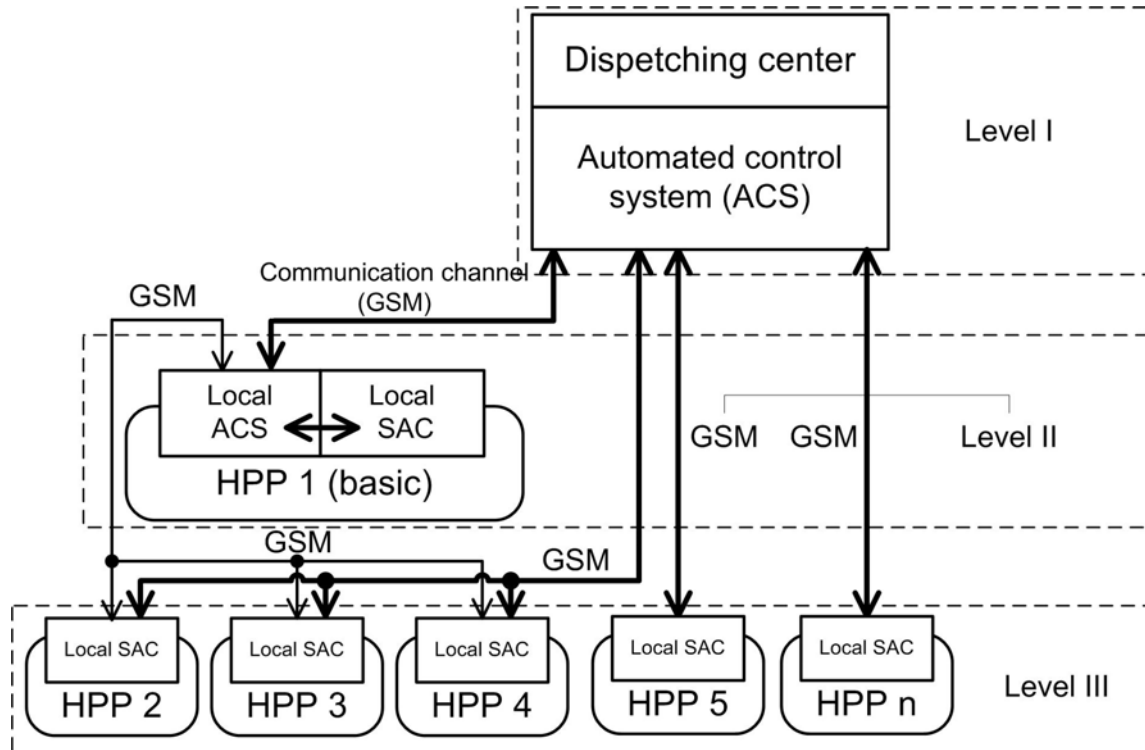 Dispetching center
Automated control
system (ACS)
Level I
Communication channel
(GSM)
GSM
Local
ACS
Local
SAC
HPP 1 (basic)
GSM
GSM
Level II
GSM
GSM
Local SAC
HPP 2
Local SAC
HPP 3
Local SAC
HPP 4
Local SAC
HPP 5
Local SAC
HPP n
Level III